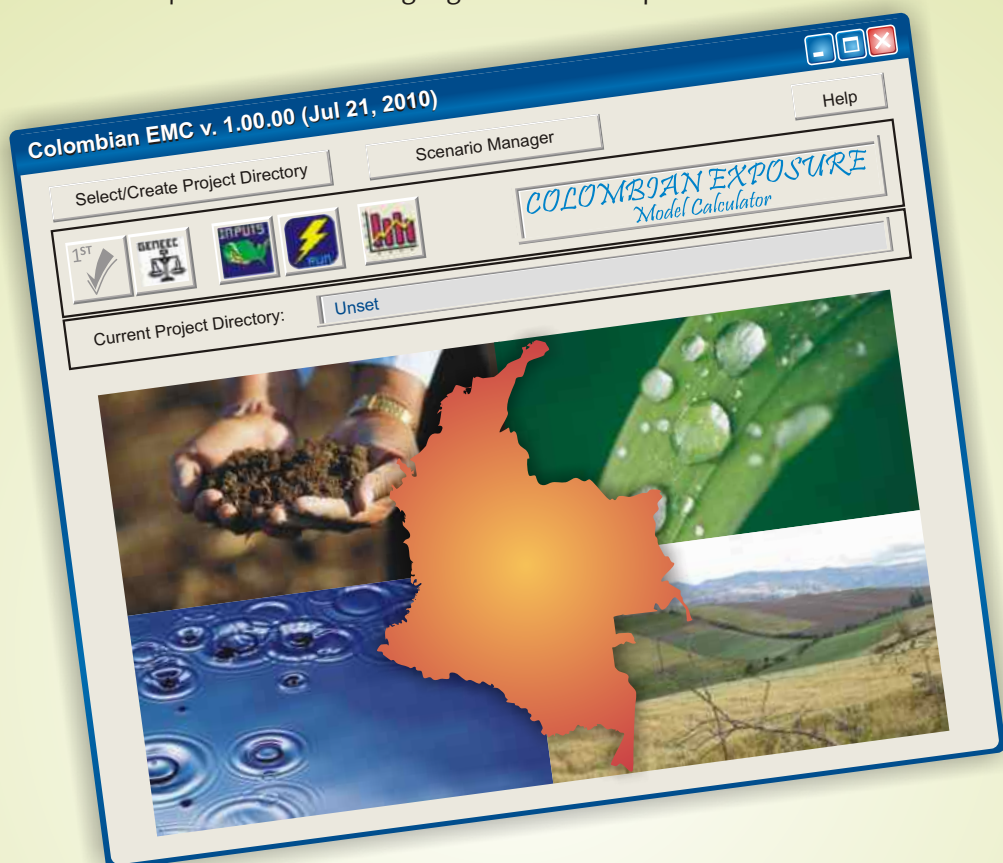 Colombian EMC v. 1.00.00 (Jul 21, 2010)
Select/Create Project Directory
Scenario Manager
Help
1ST
GENEEC
INPUTS
RUN
COLOMBIAN EXPOSURE
Model Calculator
Current Project Directory:
Unset